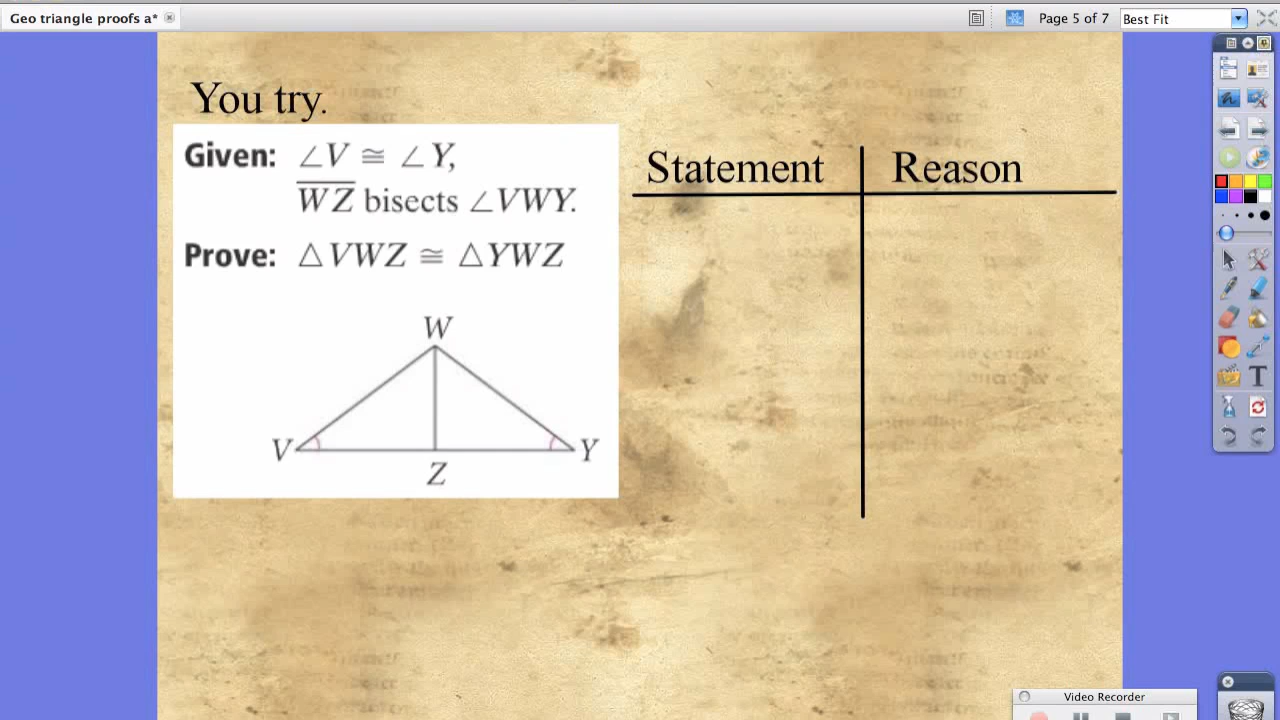 Geo triangle proofs a*
Page 5 of 7
Best Fit
You try.
Given: ∠V ≅ ∠Y,
W̅Z̅ bisects ∠VWY.
Prove: △VWZ ≅ △YWZ
W
V
Y
Z
Statement
Reason
T
Video Recorder